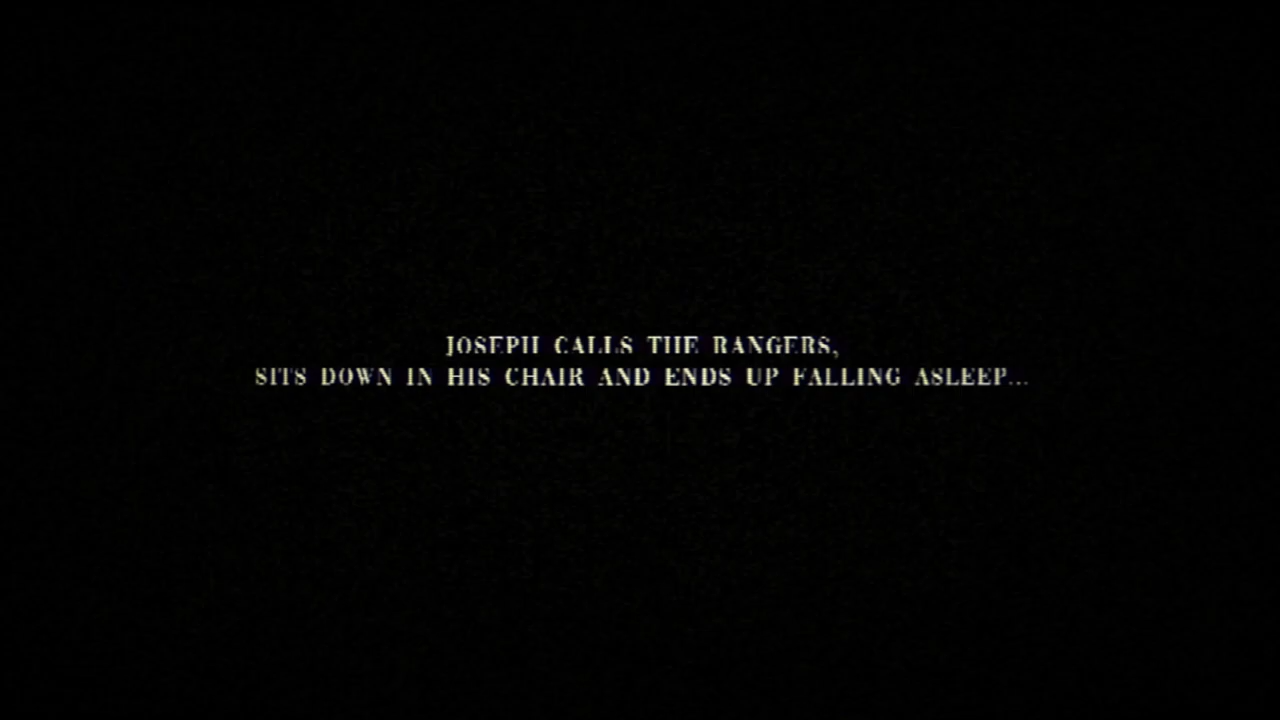 JOSEPH CALLS THE RANGERS,
SITS DOWN IN HIS CHAIR AND ENDS UP FALLING ASLEEP...